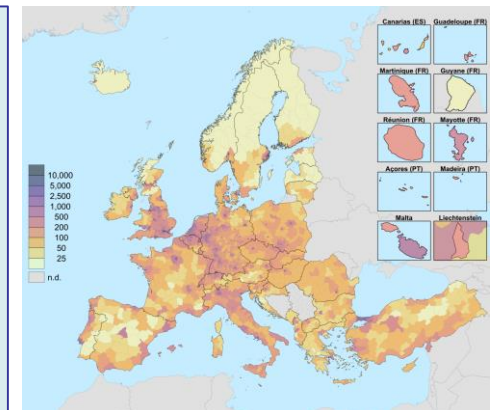 Canarias (ES)
Guadeloupe (FR)
Martinique (FR)
Guyane (FR)
Réunion (FR)
Mayotte (FR)
Açores (PT)
Madeira (PT)
Malta
Liechtenstein
10,000
5,000
2,500
1,000
500
200
100
50
25
n.d.